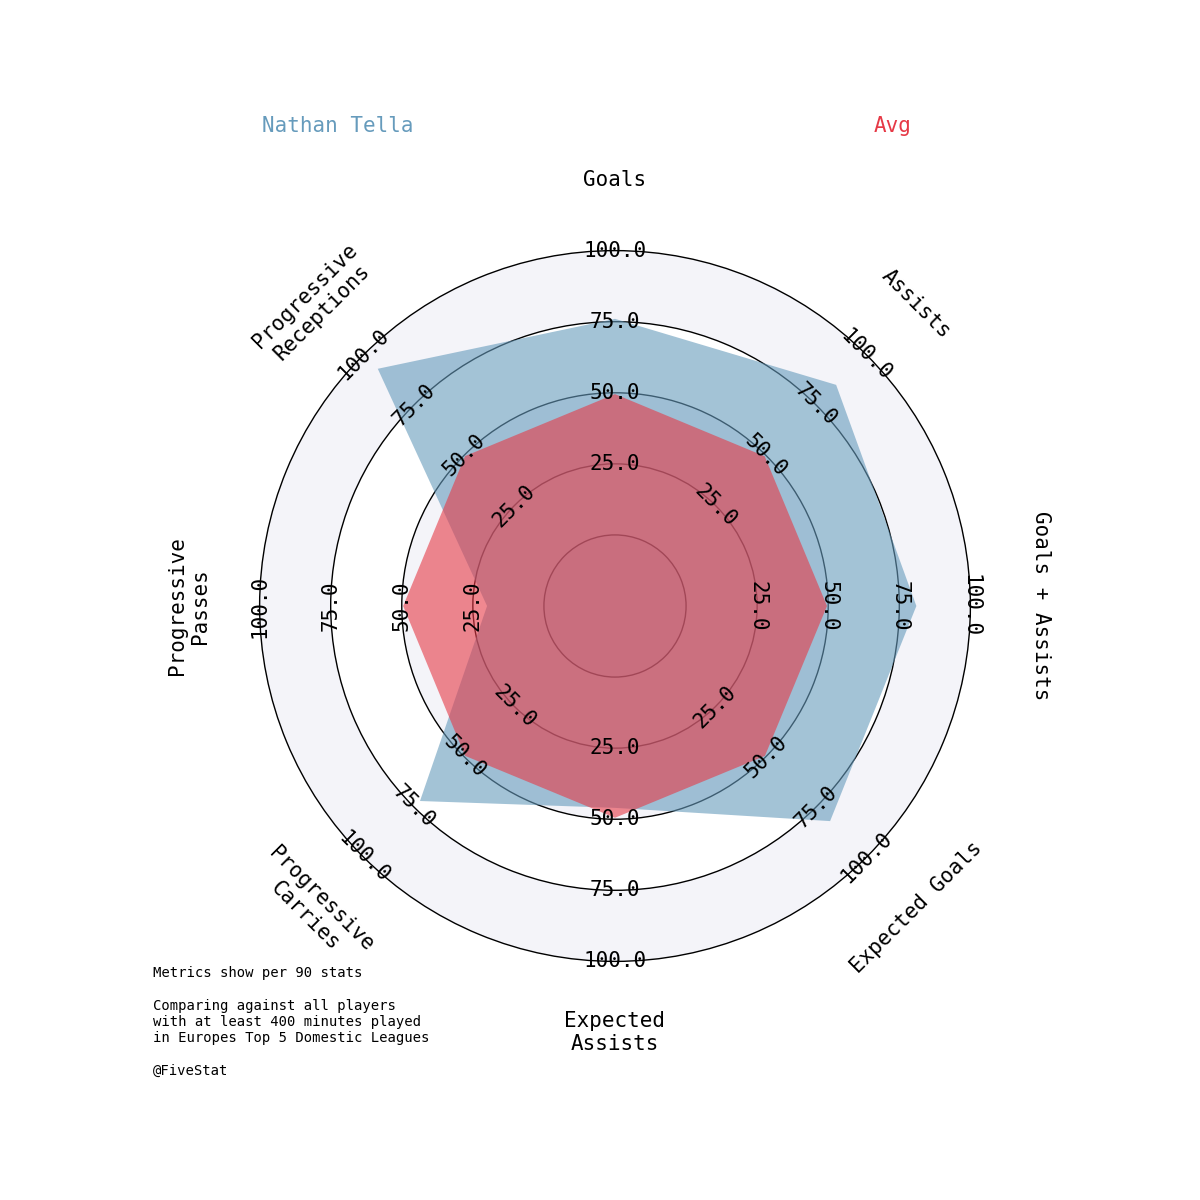 Nathan Tella
Avg
Goals
Progressive
Receptions
Assists
100.0
100.0
100.0
75.0
75.0
75.0
50.0
50.0
50.0
25.0
25.0
25.0
Progressive
Passes
100.0
75.0
50.0
25.0
25.0
50.0
75.0
100.0
Goals + Assists
25.0
25.0
25.0
50.0
50.0
50.0
75.0
75.0
75.0
100.0
100.0
100.0
Progressive
Carries
Expected Goals
Expected
Assists
Metrics show per 90 stats
Comparing against all players
with at least 400 minutes played
in Europes Top 5 Domestic Leagues
@FiveStat